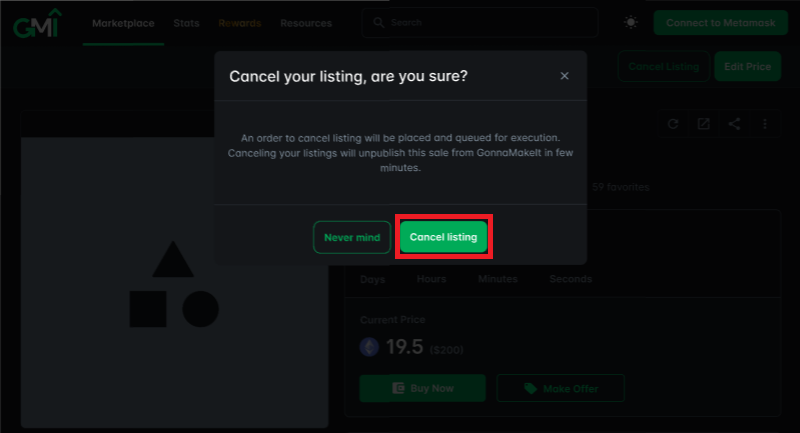 GMI
Marketplace Stats Rewards Resources Search Connect to Metamask
Cancel Listing Edit Price
Cancel your listing, are you sure?
An order to cancel listing will be placed and queued for execution.
Canceling your listings will unpublish this sale from GonnaMakeIt in few
minutes.
59 favorites
Never mind Cancel listing
Days Hours Minutes Seconds
Current Price
19.5 ($200)
Buy Now Make Offer